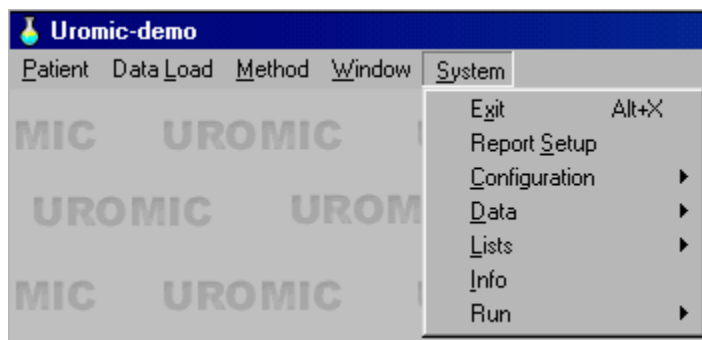 Uromic-demo
Patient Data Load Method Window System
Exit Alt+X
MIC UROMIC
Report Setup
Configuration
UROMIC UROM
Data
Lists
MIC UROMIC
Info
Run